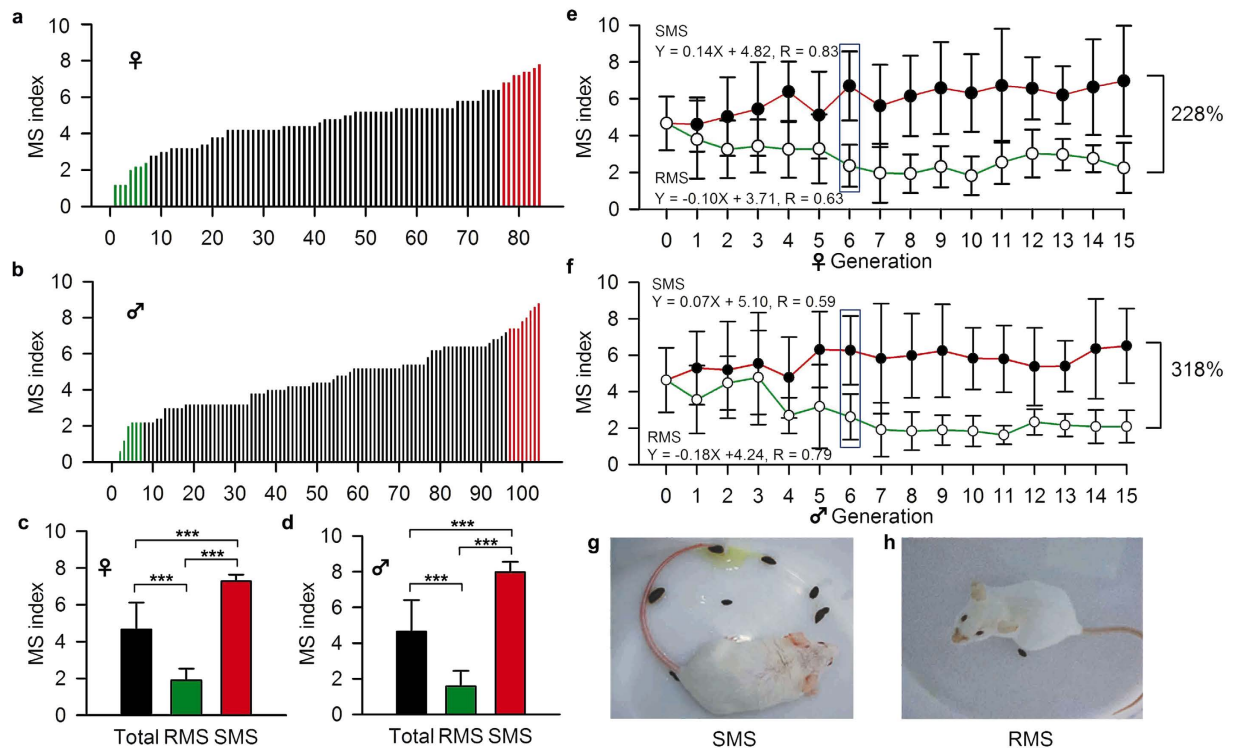 a
10
8
6
4
2
0
MS index
♀
0 10 20 30 40 50 60 70 80
b
10
8
6
4
2
0
MS index
♂
0 10 20 30 40 50 60 70 80 90 100
c
10
8
6
4
2
0
MS index
♀
***
***
***
Total RMS SMS
d
10
8
6
4
2
0
MS index
♂
***
***
***
Total RMS SMS
e
10
8
6
4
2
0
MS index
SMS
Y = 0.14X + 4.82, R = 0.83
RMS
Y = -0.10X + 3.71, R = 0.63
228%
0 1 2 3 4 5 6 7 8 9 10 11 12 13 14 15
♀ Generation
f
10
8
6
4
2
0
MS index
SMS
Y = 0.07X + 5.10, R = 0.59
RMS
Y = -0.18X +4.24, R = 0.79
318%
0 1 2 3 4 5 6 7 8 9 10 11 12 13 14 15
♂ Generation
g
SMS
h
RMS